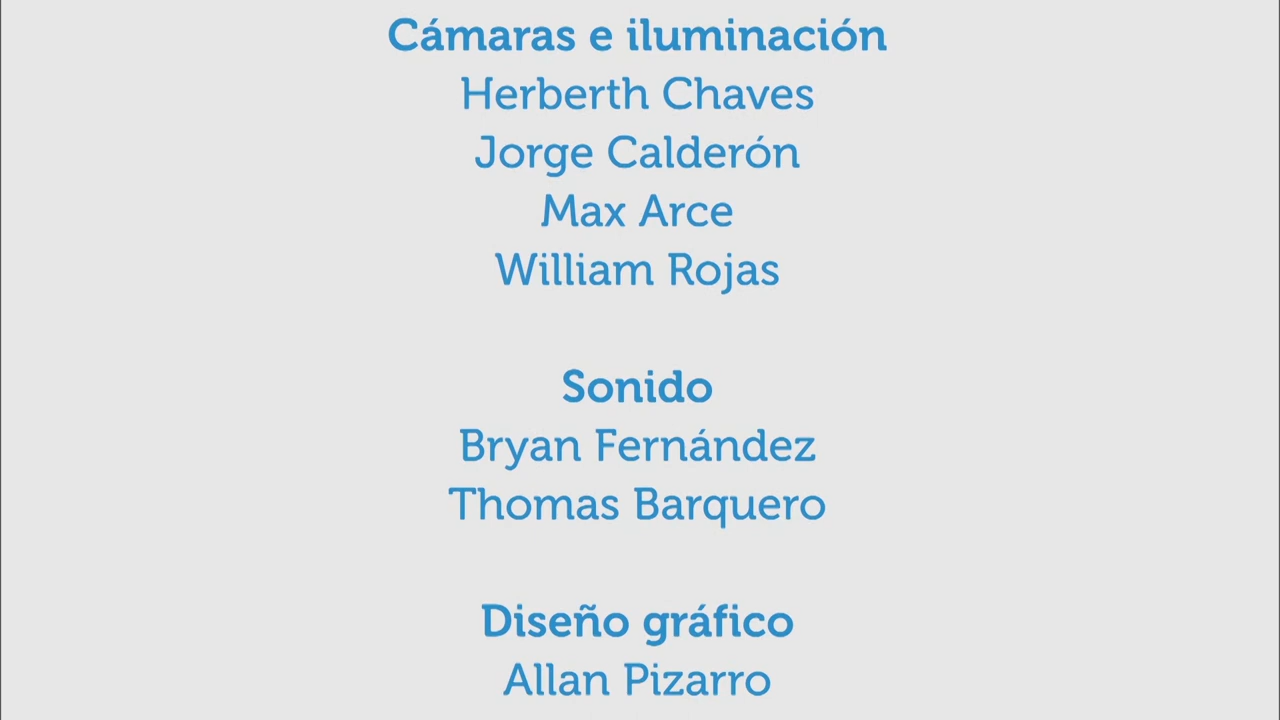 Cámaras e iluminación
Herberth Chaves
Jorge Calderón
Max Arce
William Rojas
Sonido
Bryan Fernández
Thomas Barquero
Diseño gráfico
Allan Pizarro